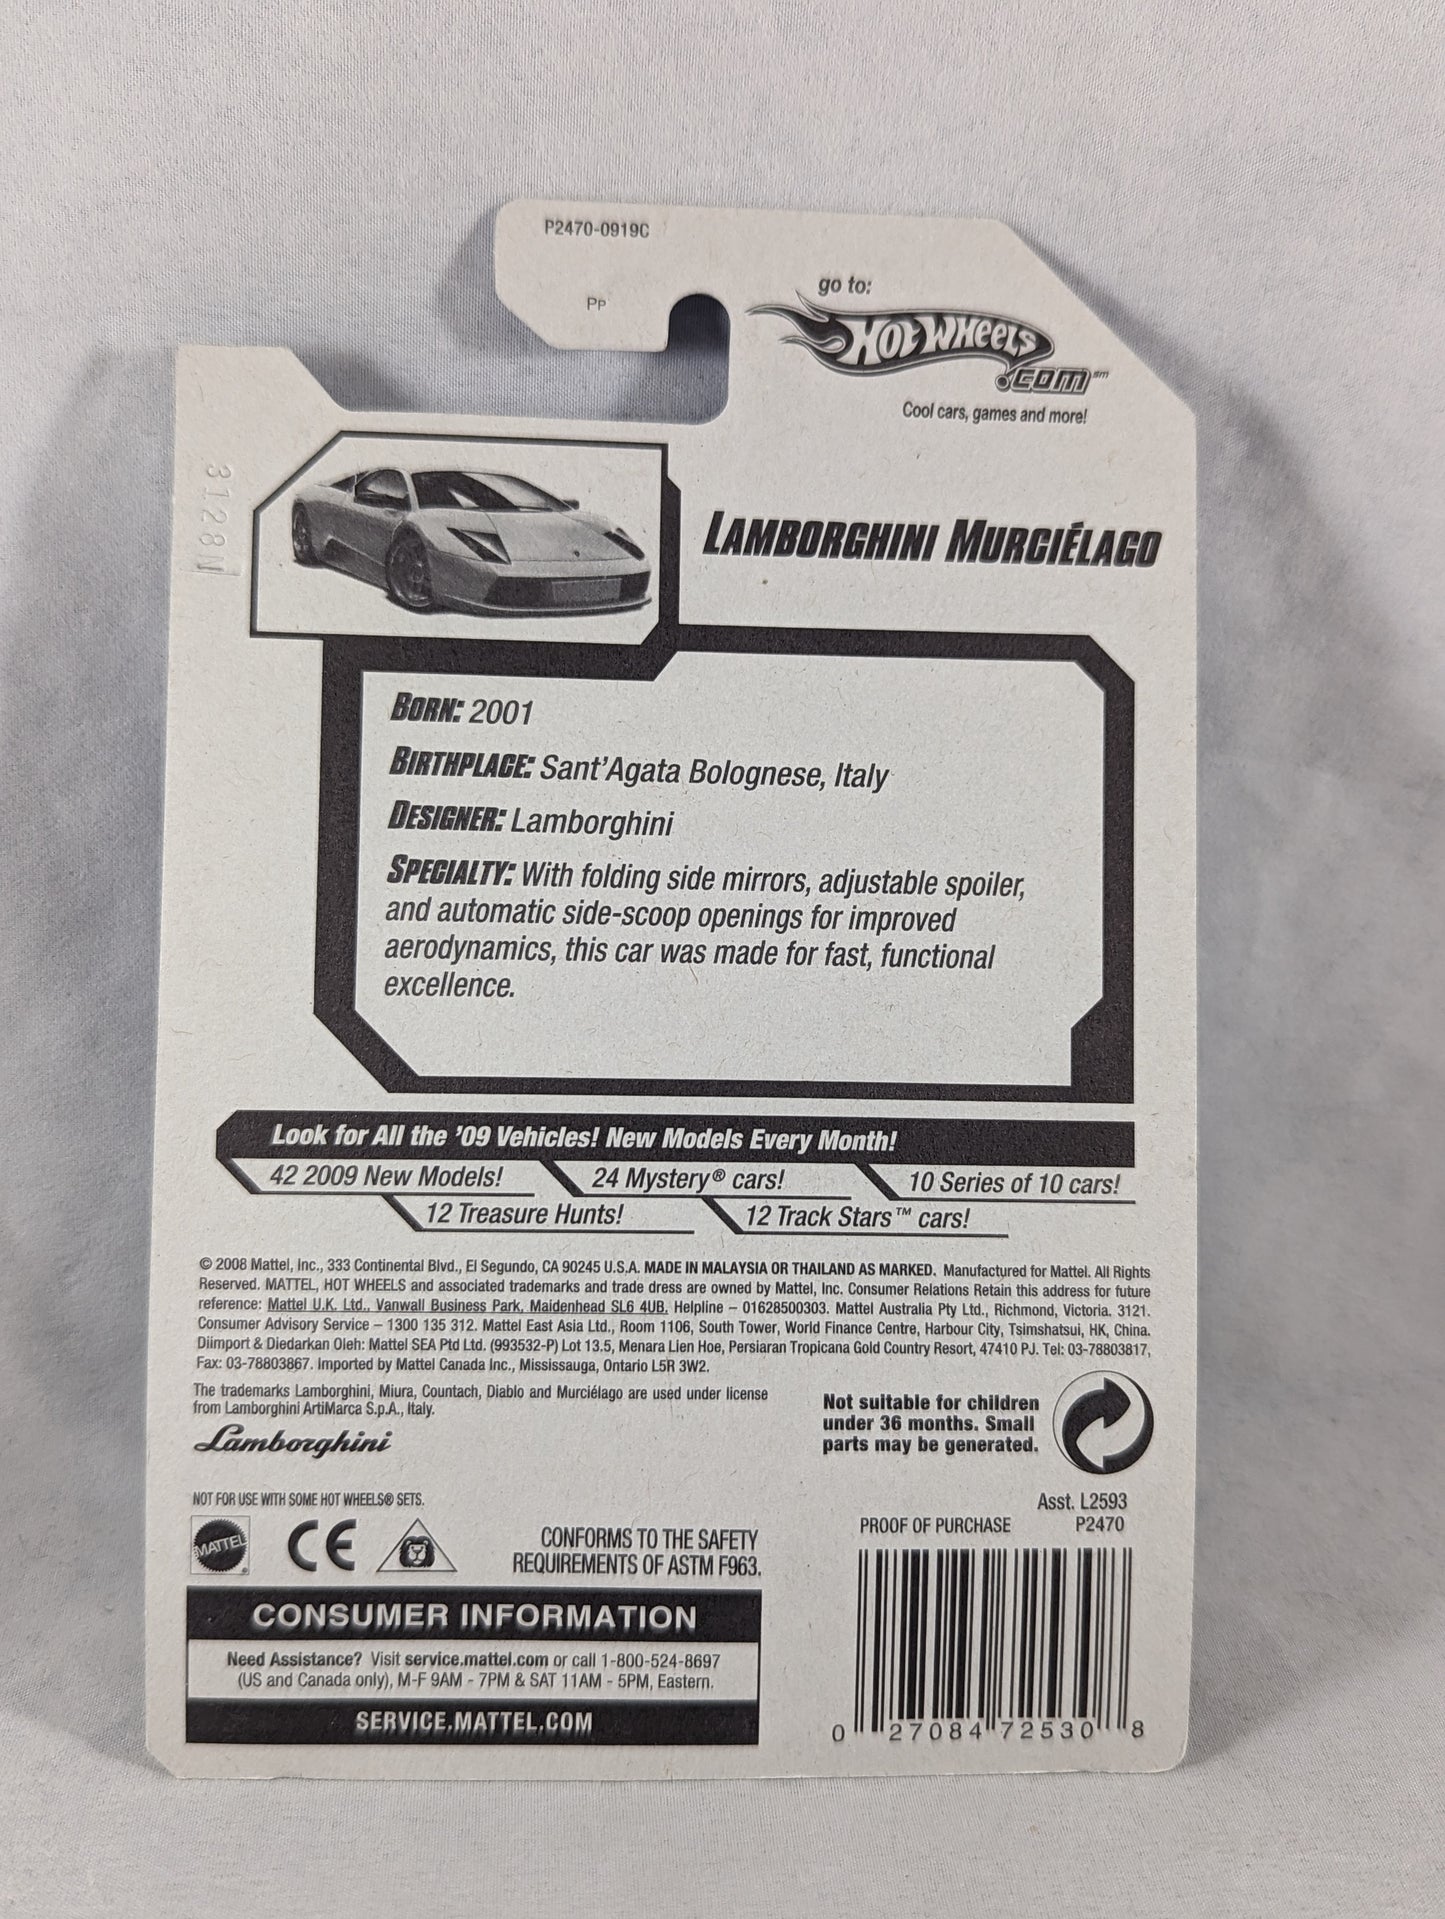 P2470-0919C
PP
go to:
HOT WHEELS
.COM℠
Cool cars, games and more!
31281
LAMBORGHINI MURCIÉLAGO
BORN: 2001
BIRTHPLACE: Sant'Agata Bolognese, Italy
DESIGNER: Lamborghini
SPECIALTY: With folding side mirrors, adjustable spoiler,
and automatic side-scoop openings for improved
aerodynamics, this car was made for fast, functional
excellence.
Look for All the '09 Vehicles! New Models Every Month!
42 2009 New Models!
24 Mystery® cars!
10 Series of 10 cars!
12 Treasure Hunts!
12 Track Stars™ cars!
© 2008 Mattel, Inc., 333 Continental Blvd., El Segundo, CA 90245 U.S.A. MADE IN MALAYSIA OR THAILAND AS MARKED. Manufactured for Mattel. All Rights
Reserved. MATTEL, HOT WHEELS and associated trademarks and trade dress are owned by Mattel, Inc. Consumer Relations Retain this address for future
reference: Mattel U.K. Ltd., Vanwall Business Park, Maidenhead SL6 4UB. Helpline – 01628500303. Mattel Australia Pty Ltd., Richmond, Victoria. 3121.
Consumer Advisory Service – 1300 135 312. Mattel East Asia Ltd., Room 1106, South Tower, World Finance Centre, Harbour City, Tsimshatsui, HK, China.
Diimport & Diedarkan Oleh: Mattel SEA Ptd Ltd. (993532-P) Lot 13.5, Menara Lien Hoe, Persiaran Tropicana Gold Country Resort, 47410 PJ. Tel: 03-78803817,
Fax: 03-78803867. Imported by Mattel Canada Inc., Mississauga, Ontario L5R 3W2.
The trademarks Lamborghini, Miura, Countach, Diablo and Murciélago are used under license
from Lamborghini ArtiMarca S.p.A., Italy.
Lamborghini
Not suitable for children
under 36 months. Small
parts may be generated.
NOT FOR USE WITH SOME HOT WHEELS® SETS.
MATTEL®
CE
CONFORMS TO THE SAFETY
REQUIREMENTS OF ASTM F963.
Asst. L2593
PROOF OF PURCHASE P2470
CONSUMER INFORMATION
Need Assistance? Visit service.mattel.com or call 1-800-524-8697
(US and Canada only), M-F 9AM - 7PM & SAT 11AM - 5PM, Eastern.
SERVICE.MATTEL.COM
0 27084 72530 8